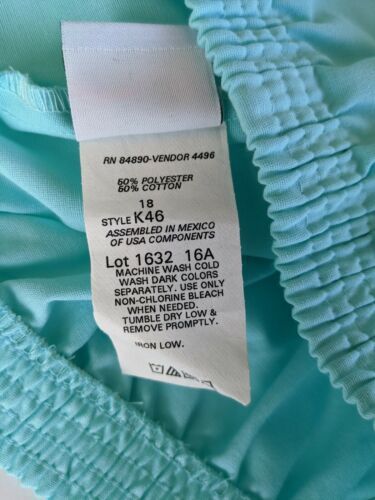 RN 84890-VENDOR 4496
50% POLYESTER
50% COTTON
18
STYLE K46
ASSEMBLED IN MEXICO
OF USA COMPONENTS
Lot 1632 16A
MACHINE WASH COLD
WASH DARK COLORS
SEPARATELY. USE ONLY
NON-CHLORINE BLEACH
WHEN NEEDED.
TUMBLE DRY LOW &
REMOVE PROMPTLY.
IRON LOW.